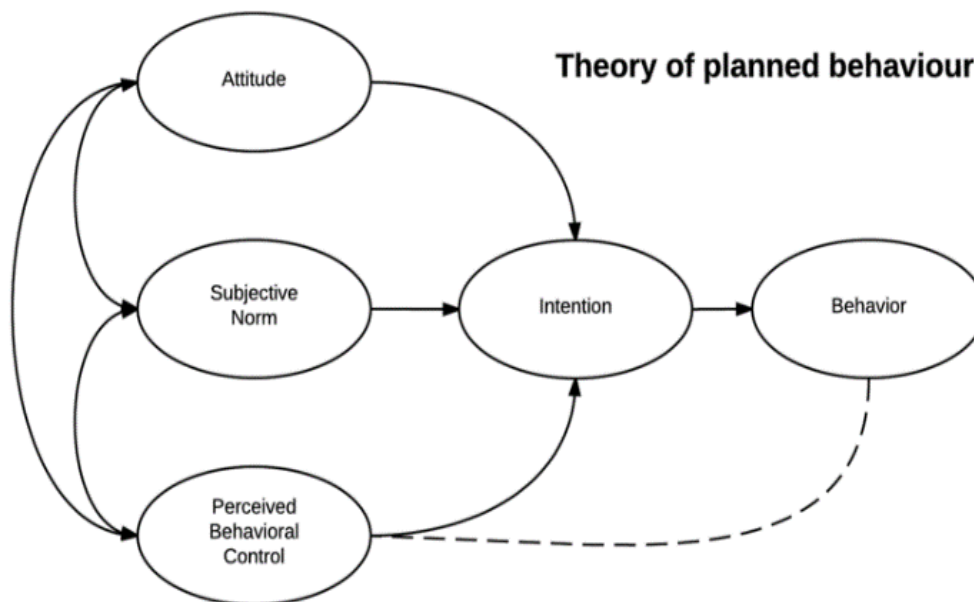 Attitude
Theory of planned behaviour
Subjective
Norm
Intention
Behavior
Perceived
Behavioral
Control